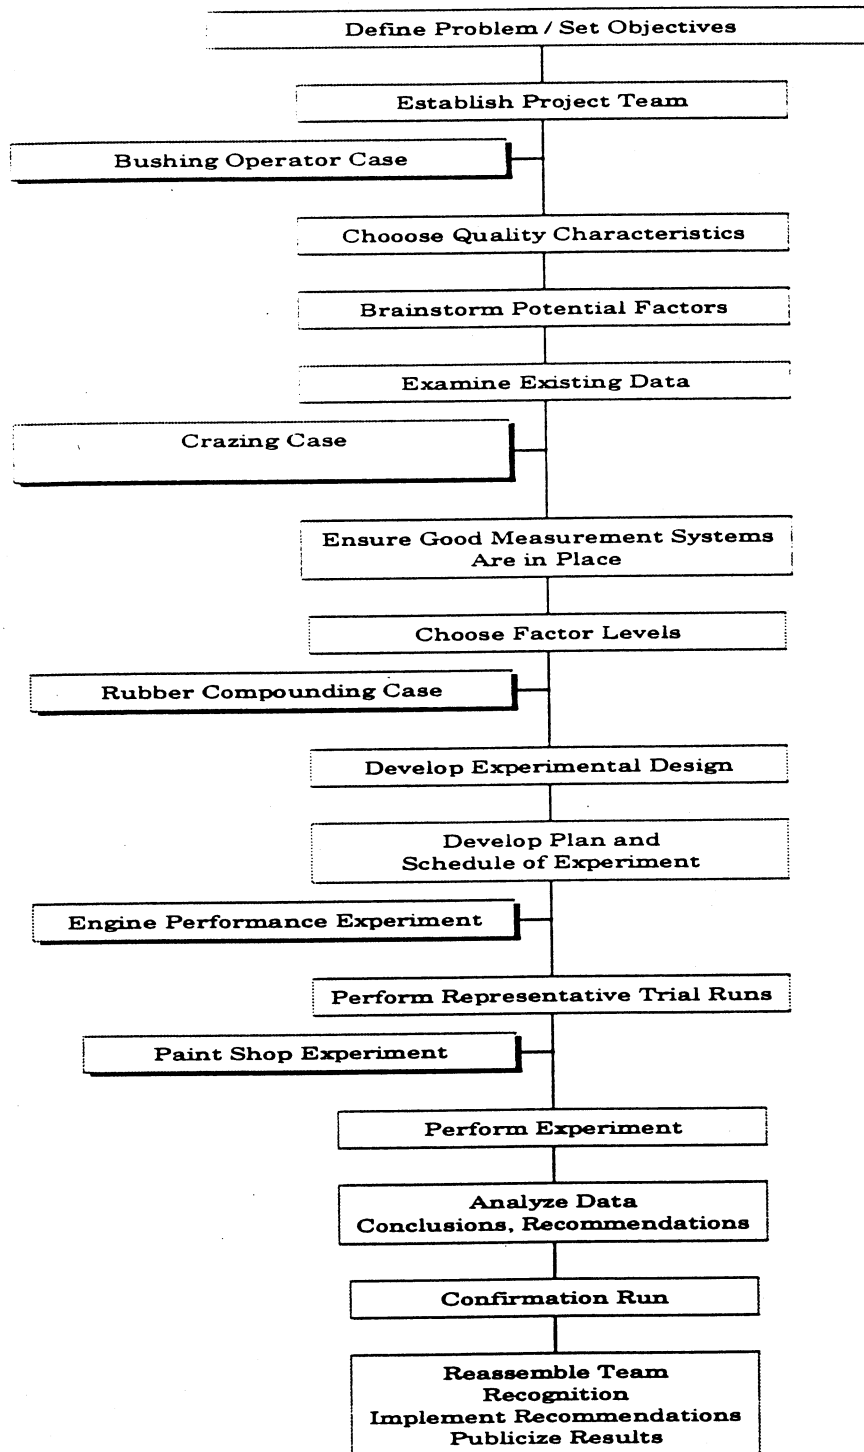 Define Problem / Set Objectives
Establish Project Team
Bushing Operator Case
Chooose Quality Characteristics
Brainstorm Potential Factors
Examine Existing Data
Crazing Case
Ensure Good Measurement Systems
Are in Place
Choose Factor Levels
Rubber Compounding Case
Develop Experimental Design
Develop Plan and
Schedule of Experiment
Engine Performance Experiment
Perform Representative Trial Runs
Paint Shop Experiment
Perform Experiment
Analyze Data
Conclusions, Recommendations
Confirmation Run
Reassemble Team
Recognition
Implement Recommendations
Publicize Results